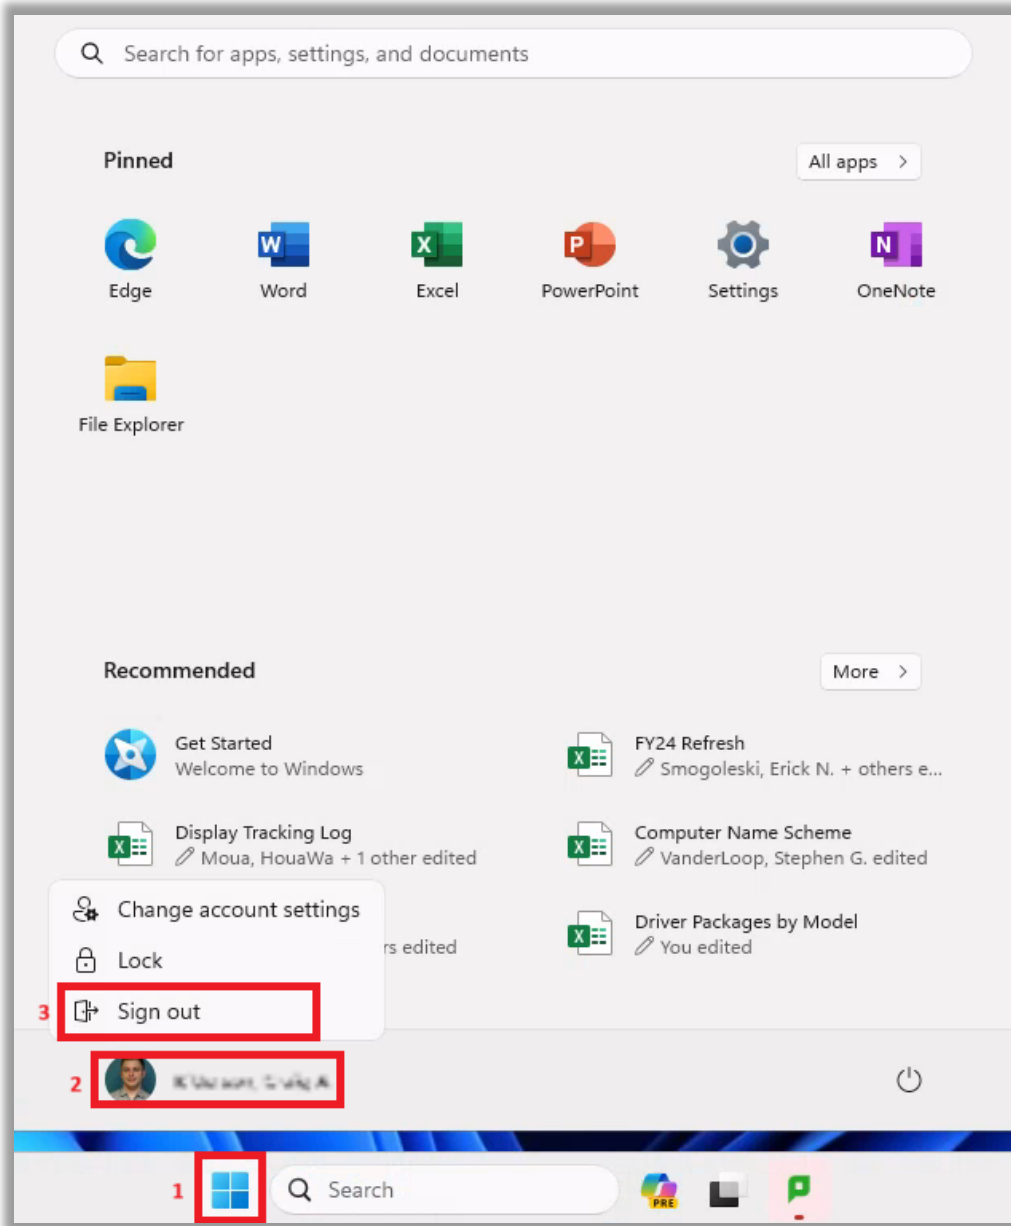 Search for apps, settings, and documents
Pinned
All apps >
Edge
Word
Excel
PowerPoint
Settings
OneNote
File Explorer
Recommended
More >
Get Started
Welcome to Windows
FY24 Refresh
Smogoleski, Erick N. + others e...
Display Tracking Log
Moua, HouaWa + 1 other edited
Computer Name Scheme
VanderLoop, Stephen G. edited
Change account settings
rs edited
Driver Packages by Model
You edited
Lock
3 Sign out
2
1 Search
PRE